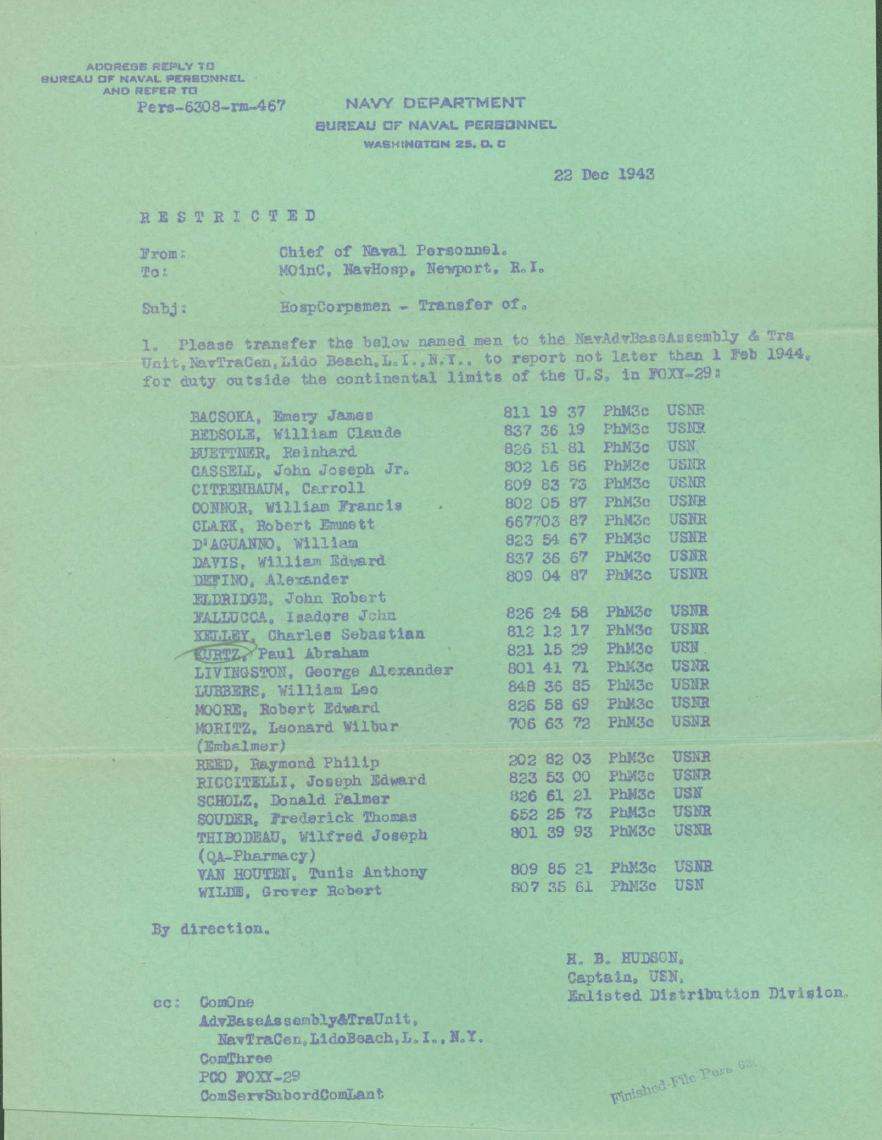 ADDRESS REPLY TO
BUREAU OF NAVAL PERSONNEL
AND REFER TO
Pers-6308-rm-467
NAVY DEPARTMENT
BUREAU OF NAVAL PERSONNEL
WASHINGTON 25, D. C
22 Dec 1943
R E S T R I C T E D
From: Chief of Naval Personnel.
To: MOinC, NavHosp, Newport, R.I.
Subj: HospCorpsmen - Transfer of.
1. Please transfer the below named men to the NavAdvBaseAssembly & Tra
Unit,NavTraCen,Lido Beach,L.I.,N.Y., to report not later than 1 Feb 1944,
for duty outside the continental limits of the U.S. in FOXY-29:
BACSOKA, Emery James 811 19 37 PhM3c USNR
BEDSOLE, William Claude 837 36 19 PhM3c USNR
BUETTNER, Reinhard 826 51 81 PhM3c USN
CASSELL, John Joseph Jr. 802 16 86 PhM3c USNR
CITRENBAUM, Carroll 809 83 73 PhM3c USNR
CONNOR, William Francis 802 05 87 PhM3c USNR
CLARK, Robert Emmett 667703 87 PhM3c USNR
D'AGUANNO, William 823 54 67 PhM3c USNR
DAVIS, William Edward 837 36 67 PhM3c USNR
DEFINO, Alexander 809 04 87 PhM3c USNR
ELDRIDGE, John Robert
FALLUCCA, Isadore John 826 24 58 PhM3c USNR
KELLEY, Charles Sebastian 812 12 17 PhM3c USNR
KURTZ, Paul Abraham 821 15 29 PhM3c USN
LIVINGSTON, George Alexander 801 41 71 PhM3c USNR
LUBBERS, William Leo 848 36 85 PhM3c USNR
MOORE, Robert Edward 826 58 69 PhM3c USNR
MORITZ, Leonard Wilbur 706 63 72 PhM3c USNR
(Embalmer)
REED, Raymond Philip 202 82 03 PhM3c USNR
RICCITELLI, Joseph Edward 823 53 00 PhM3c USNR
SCHOLZ, Donald Palmer 826 61 21 PhM3c USN
SOUDER, Frederick Thomas 652 25 73 PhM3c USNR
THIBODEAU, Wilfred Joseph 801 39 93 PhM3c USNR
(QA-Pharmacy)
VAN HOUTEN, Tunis Anthony 809 85 21 PhM3c USNR
WILDE, Grover Robert 807 35 61 PhM3c USN
By direction.
H. B. HUDSON,
Captain, USN,
Enlisted Distribution Division.
cc: ComOne
AdvBaseAssembly&TraUnit,
NavTraCen,LidoBeach,L.I.,N.Y.
ComThree
PCO FOXY-29
ComServSubordComLant
Finished-File Pers